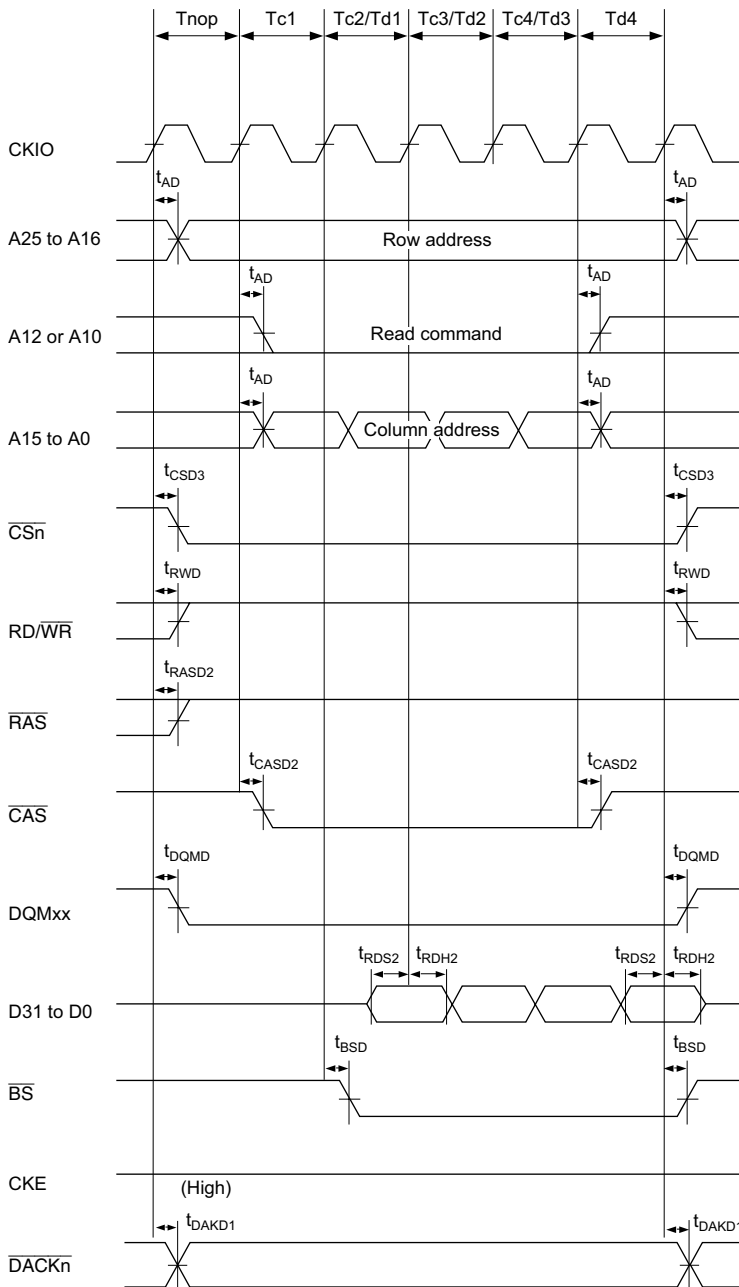 Tnop Tc1 Tc2/Td1 Tc3/Td2 Tc4/Td3 Td4
CKIO
tAD tAD
A25 to A16 Row address
tAD tAD
A12 or A10 Read command
tAD tAD
A15 to A0 Column address
tCSD3 tCSD3
CSn
tRWD tRWD
RD/WR
tRASD2
RAS
tCASD2 tCASD2
CAS
tDQMD tDQMD
DQMxx
tRDS2 tRDH2 tRDS2 tRDH2
D31 to D0
tBSD tBSD
BS
CKE (High)
tDAKD1 tDAKD1
DACKn